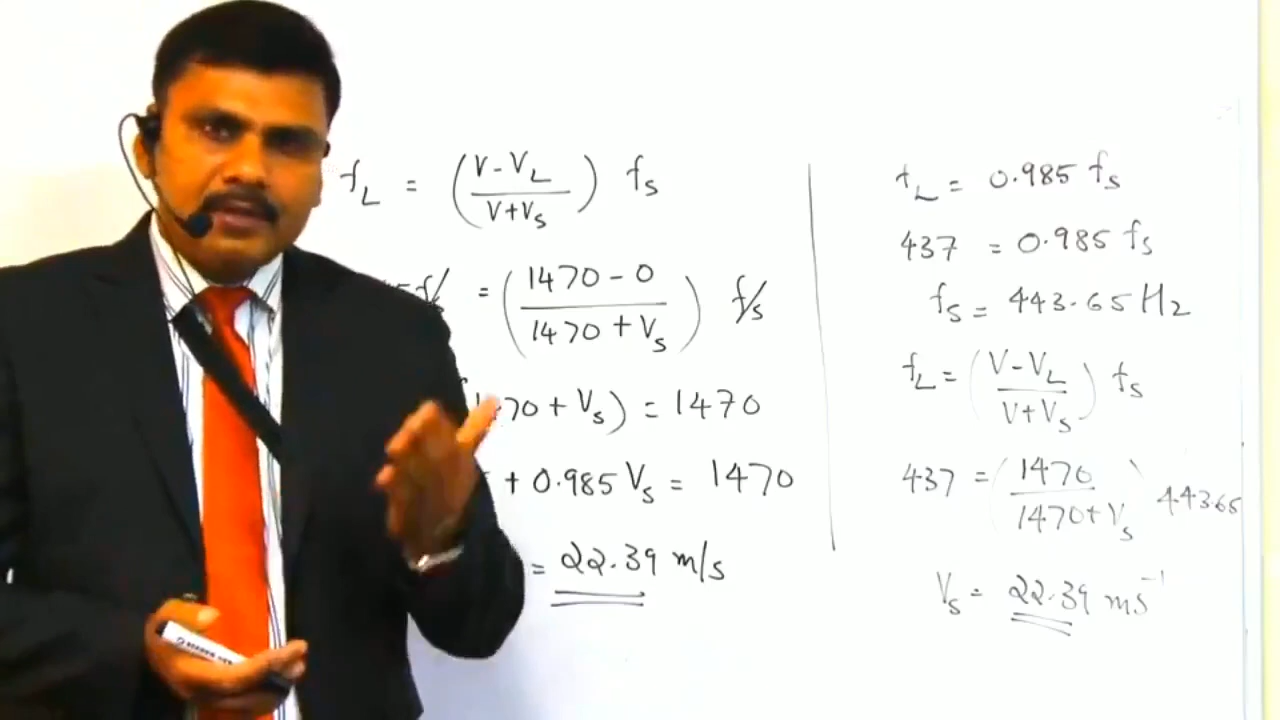 fL = (V-VL / V+Vs) fs
= (1470 - 0 / 1470 + Vs) fs
70 + Vs) = 1470
+ 0.985 Vs = 1470
= 22.39 m/s
fL = 0.985 fs
437 = 0.985 fs
fs = 443.65 Hz
fL = (V-VL / V+Vs) fs
437 = (1470 / 1470+Vs) 443.65
Vs = 22.39 ms⁻¹